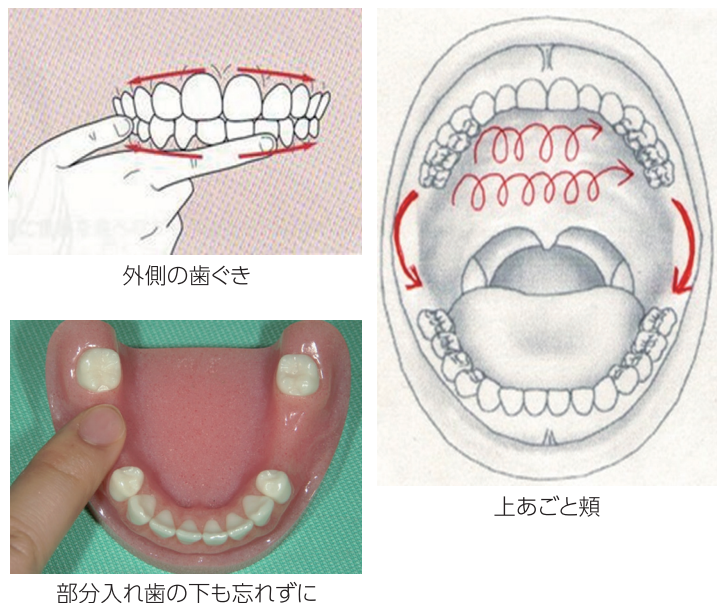 外側の歯ぐき
上あごと頬
部分入れ歯の下も忘れずに